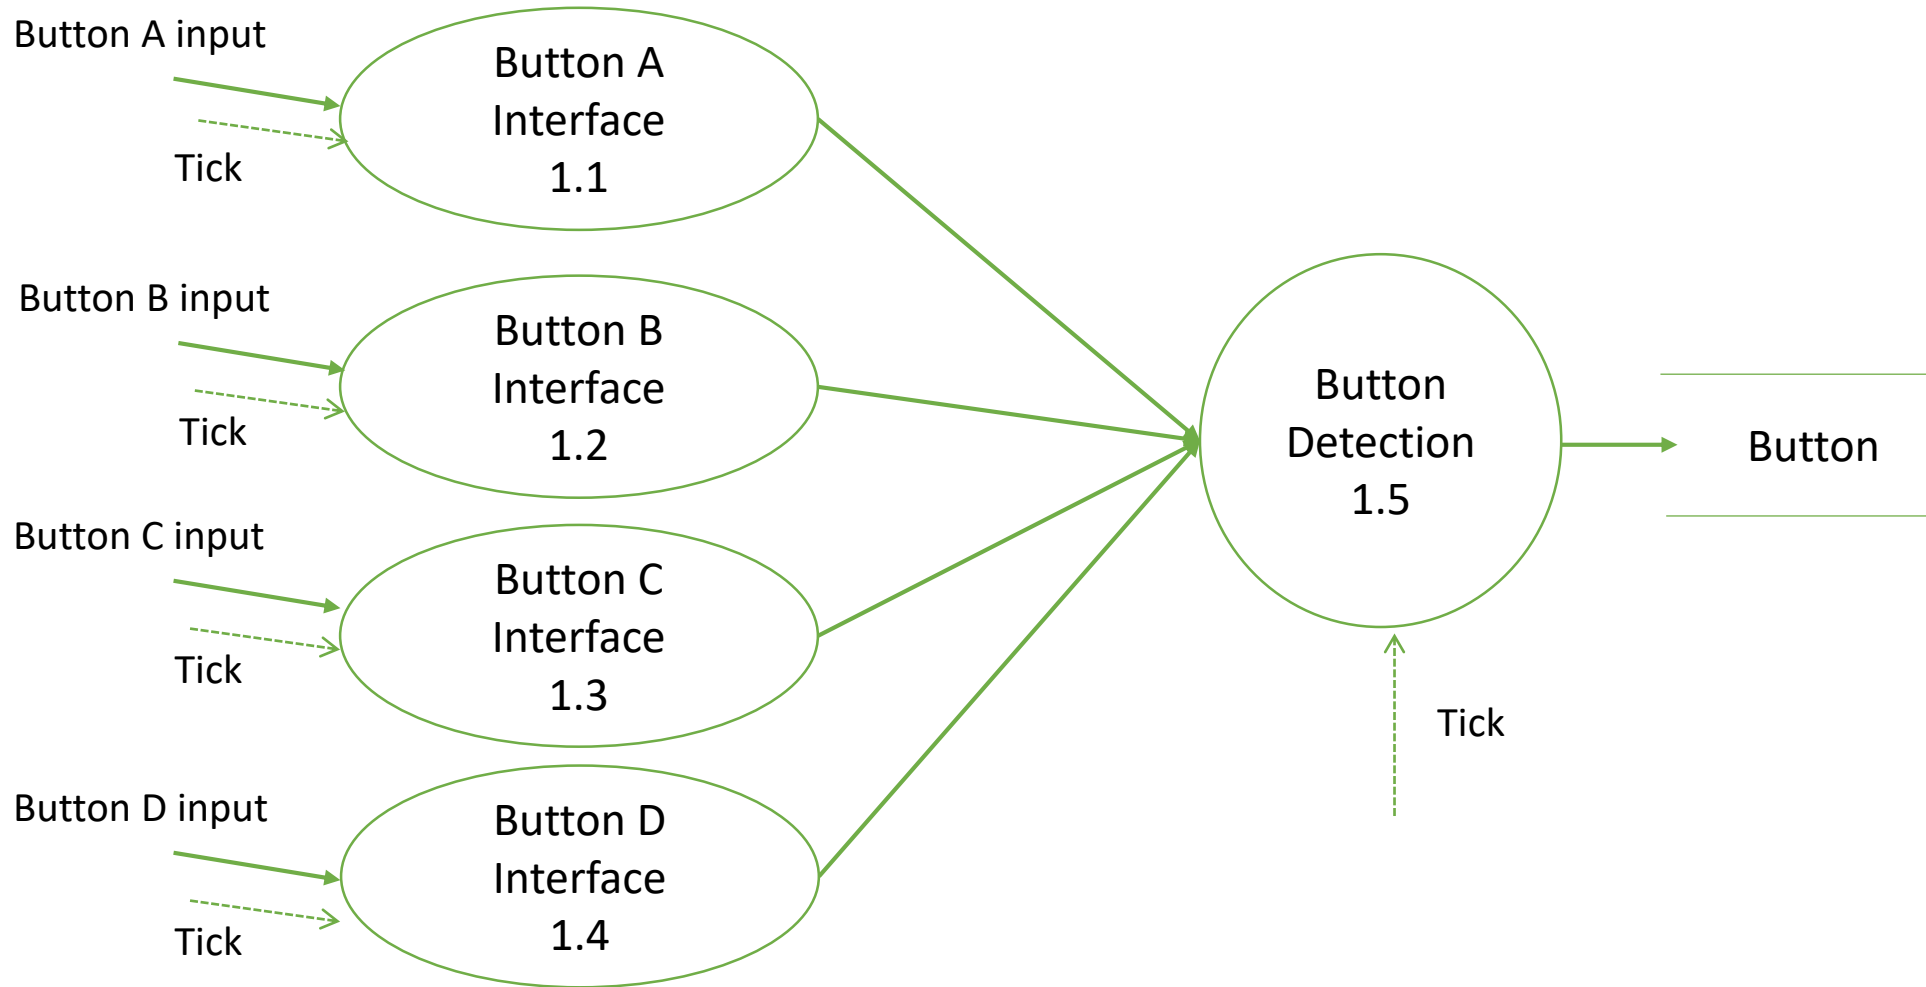 Button A input
Tick
Button A
Interface
1.1
Button B input
Tick
Button B
Interface
1.2
Button C input
Tick
Button C
Interface
1.3
Button D input
Tick
Button D
Interface
1.4
Button
Detection
1.5
Tick
Button